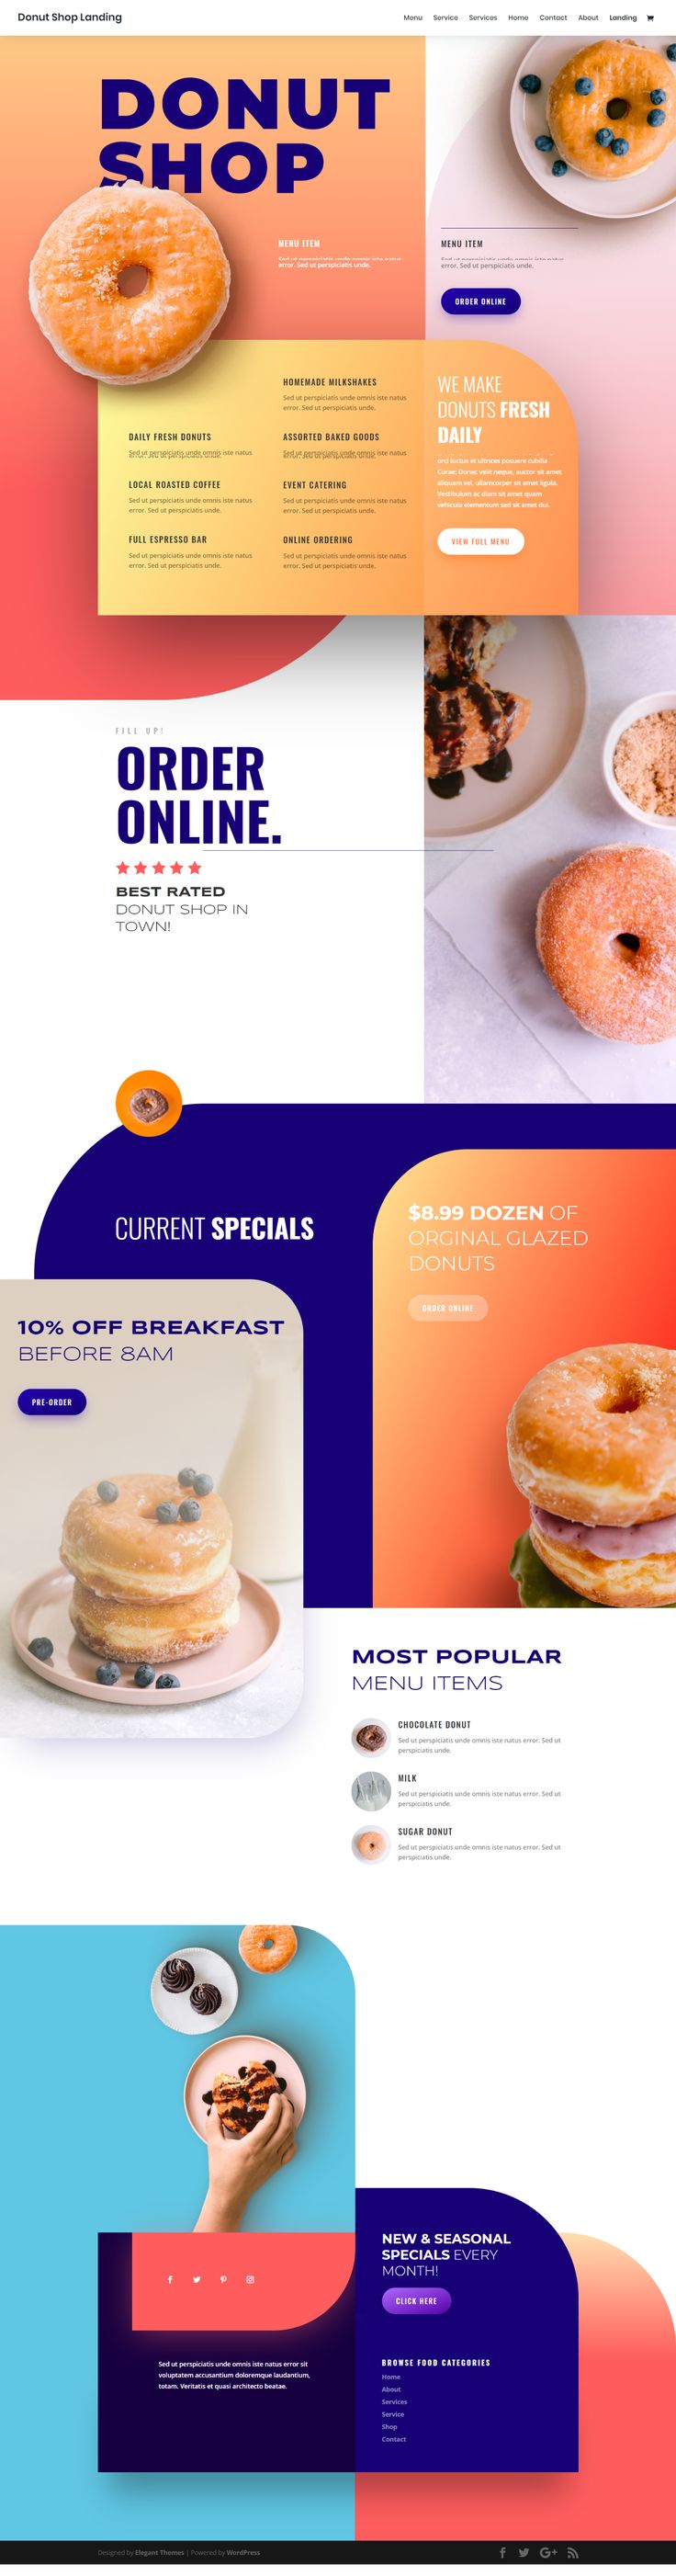 Donut Shop Landing
Menu Service Services Home Contact About Landing
DONUT
SHOP
MENU ITEM
Sed ut perspiciatis unde omnis iste natus
error. Sed ut perspiciatis unde.
MENU ITEM
Sed ut perspiciatis unde omnis iste natus
error. Sed ut perspiciatis unde.
ORDER ONLINE
DAILY FRESH DONUTS
Sed ut perspiciatis unde omnis iste natus
LOCAL ROASTED COFFEE
Sed ut perspiciatis unde omnis iste natus
error. Sed ut perspiciatis unde.
FULL ESPRESSO BAR
Sed ut perspiciatis unde omnis iste natus
error. Sed ut perspiciatis unde.
HOMEMADE MILKSHAKES
Sed ut perspiciatis unde omnis iste natus
error. Sed ut perspiciatis unde.
ASSORTED BAKED GOODS
Sed ut perspiciatis unde omnis iste natus
EVENT CATERING
Sed ut perspiciatis unde omnis iste natus
error. Sed ut perspiciatis unde.
ONLINE ORDERING
Sed ut perspiciatis unde omnis iste natus
error. Sed ut perspiciatis unde.
WE MAKE
DONUTS FRESH
DAILY
orci luctus et ultrices posuere cubilia
Curae; Donec velit neque, auctor sit amet
aliquam vel, ullamcorper sit amet ligula.
Vestibulum ac diam sit amet quam
vehicula elementum sed sit amet dui.
VIEW FULL MENU
FILL UP!
ORDER
ONLINE.
BEST RATED
DONUT SHOP IN
TOWN!
CURRENT SPECIALS
$8.99 DOZEN OF
ORGINAL GLAZED
DONUTS
ORDER ONLINE
10% OFF BREAKFAST
BEFORE 8AM
PRE-ORDER
MOST POPULAR
MENU ITEMS
CHOCOLATE DONUT
Sed ut perspiciatis unde omnis iste natus error. Sed ut
perspiciatis unde.
MILK
Sed ut perspiciatis unde omnis iste natus error. Sed ut
perspiciatis unde.
SUGAR DONUT
Sed ut perspiciatis unde omnis iste natus error. Sed ut
perspiciatis unde.
NEW & SEASONAL
SPECIALS EVERY
MONTH!
CLICK HERE
Sed ut perspiciatis unde omnis iste natus error sit
voluptatem accusantium doloremque laudantium,
totam. Veritatis et quasi architecto beatae.
BROWSE FOOD CATEGORIES
Home
About
Services
Service
Shop
Contact
Designed by Elegant Themes | Powered by WordPress